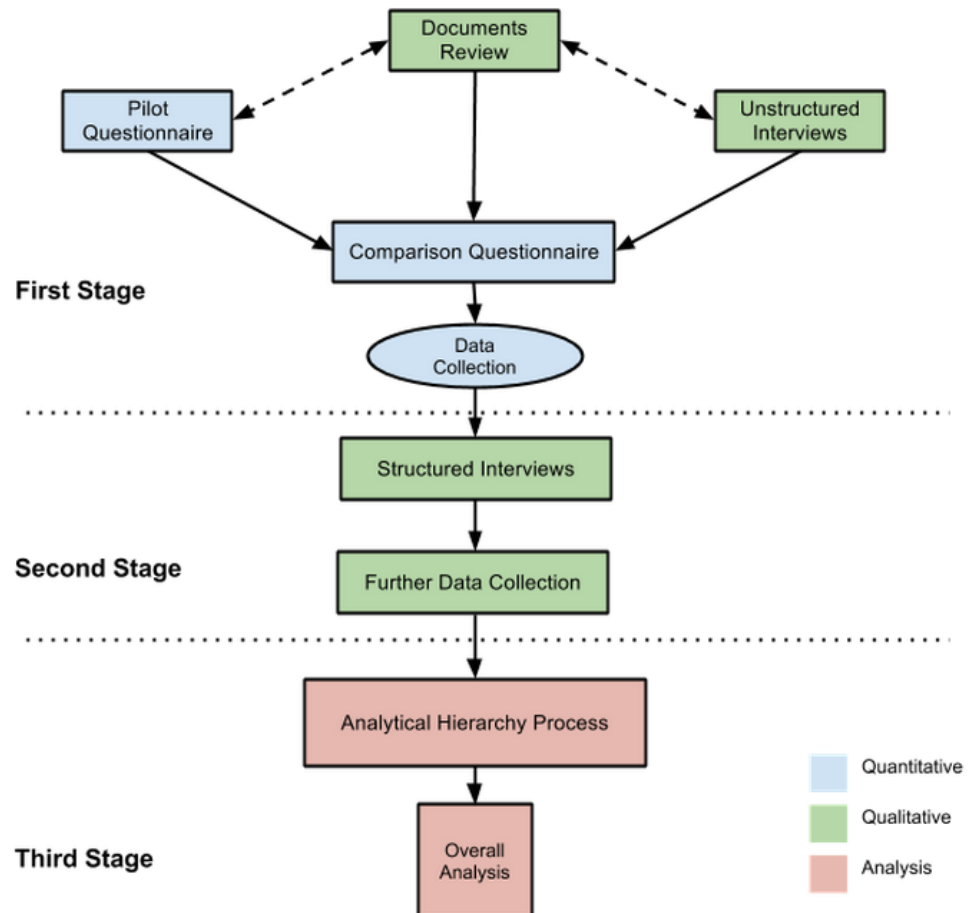 Documents
Review
Pilot
Questionnaire
Unstructured
Interviews
Comparison Questionnaire
First Stage
Data
Collection
Structured Interviews
Second Stage
Further Data Collection
Analytical Hierarchy Process
Quantitative
Qualitative
Third Stage
Overall
Analysis
Analysis